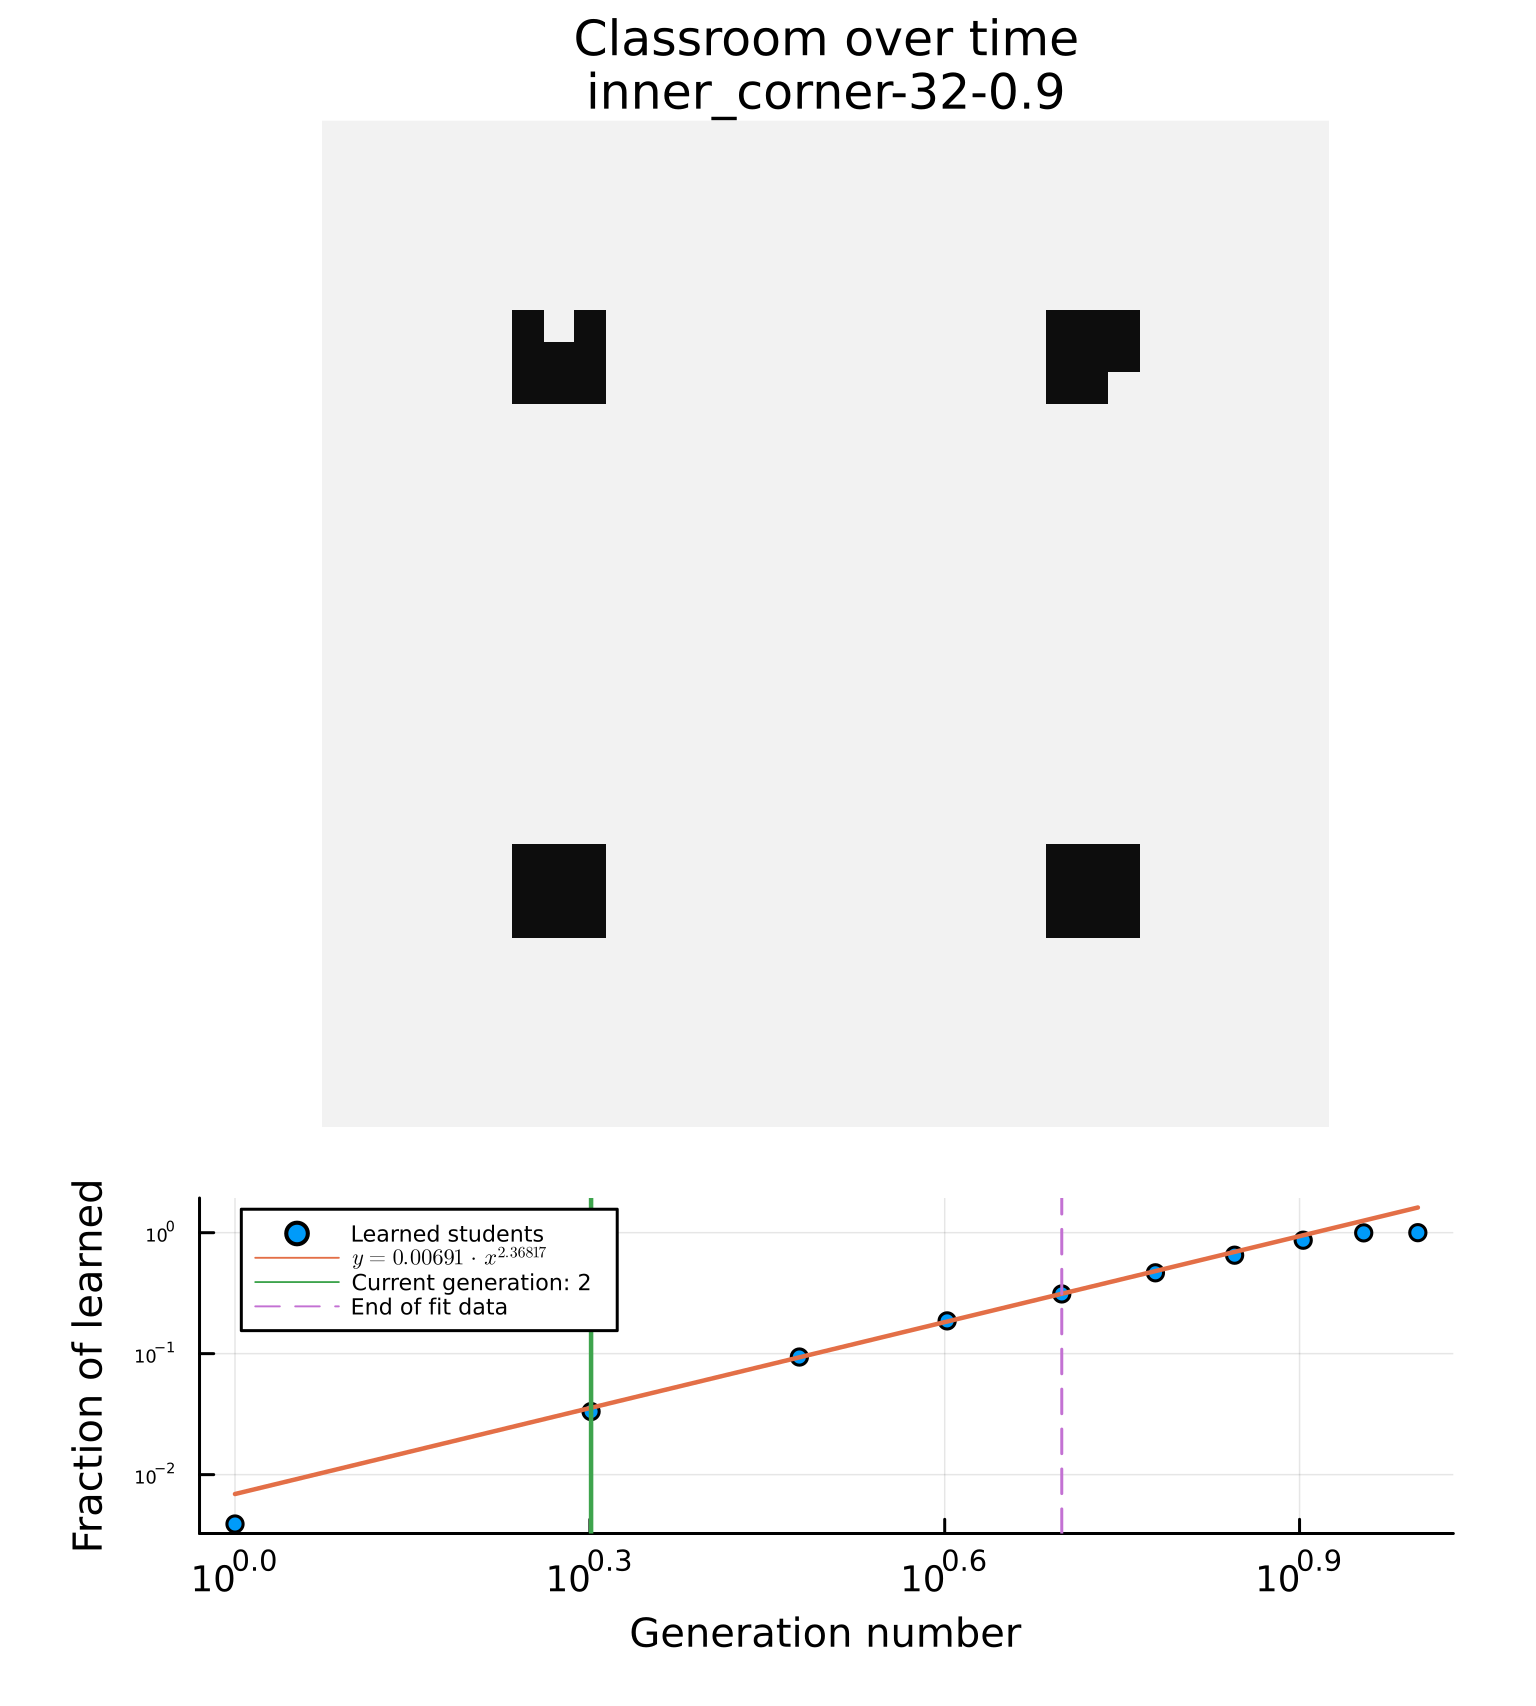 Classroom over time
inner_corner-32-0.9
Fraction of learned
10^0
10^-1
10^-2
Learned students
y = 0.00691 · x^2.36817
Current generation: 2
End of fit data
10^0.0 10^0.3 10^0.6 10^0.9
Generation number